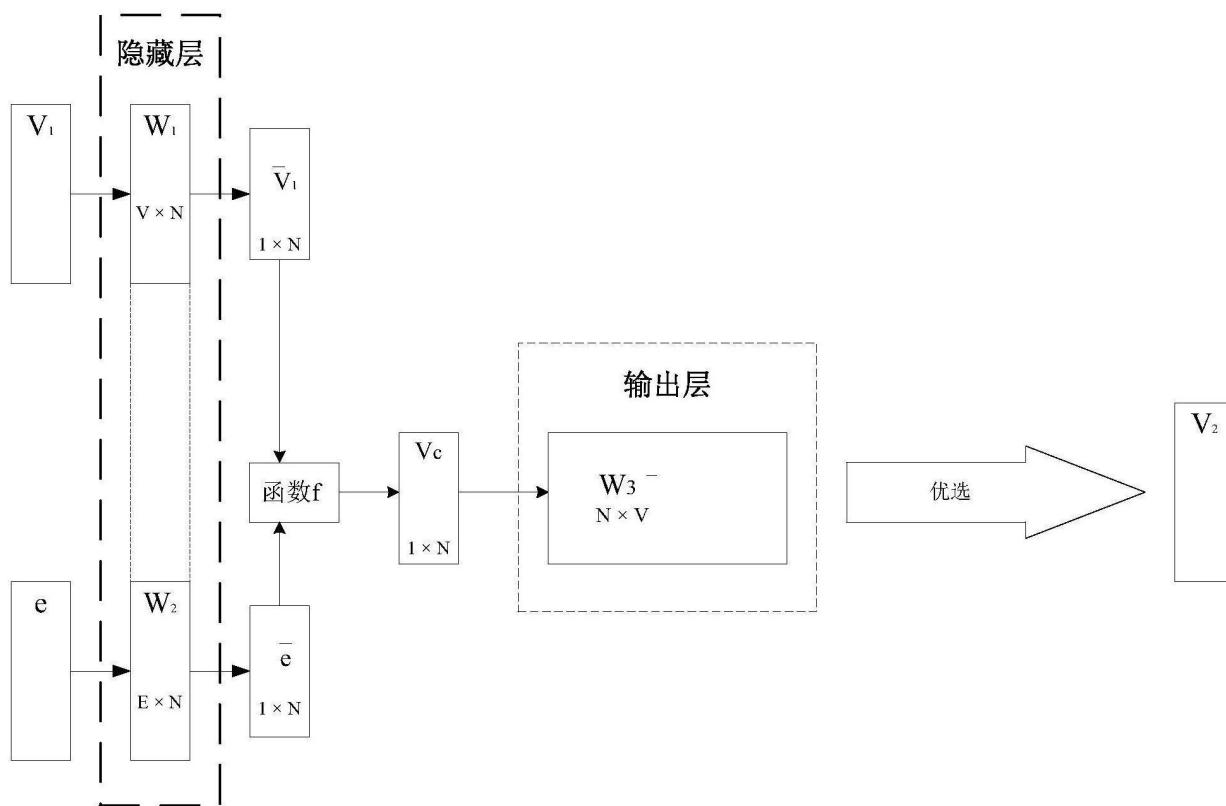 隐藏层
V₁
W₁
V × N
V̅₁
1 × N
函数f
Vc
1 × N
输出层
W₃ ‾
N × V
优选
V₂
e
W₂
E × N
e̅
1 × N